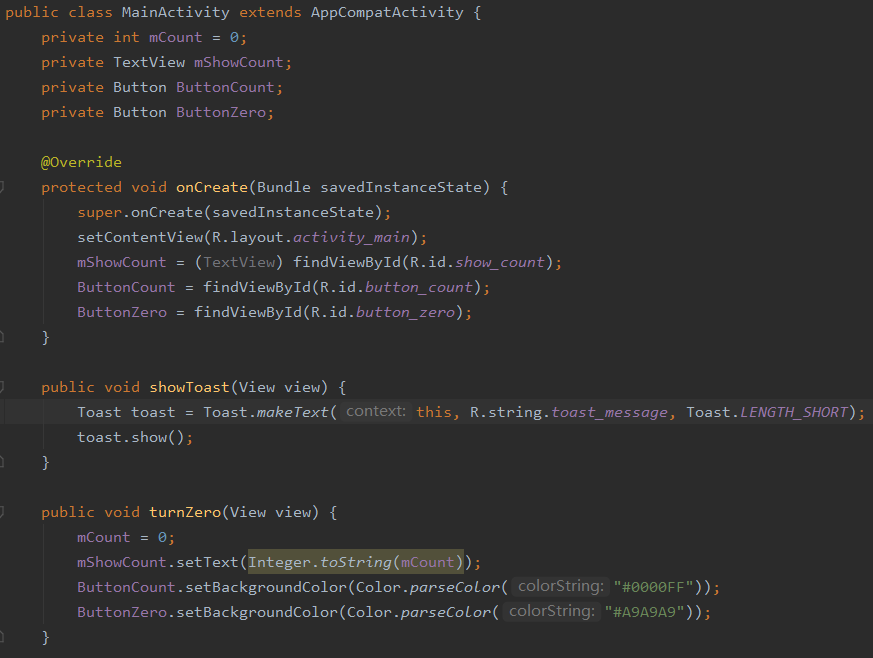 public class MainActivity extends AppCompatActivity {
private int mCount = 0;
private TextView mShowCount;
private Button ButtonCount;
private Button ButtonZero;
@Override
protected void onCreate(Bundle savedInstanceState) {
super.onCreate(savedInstanceState);
setContentView(R.layout.activity_main);
mShowCount = (TextView) findViewById(R.id.show_count);
ButtonCount = findViewById(R.id.button_count);
ButtonZero = findViewById(R.id.button_zero);
}
public void showToast(View view) {
Toast toast = Toast.makeText( context: this, R.string.toast_message, Toast.LENGTH_SHORT);
toast.show();
}
public void turnZero(View view) {
mCount = 0;
mShowCount.setText(Integer.toString(mCount));
ButtonCount.setBackgroundColor(Color.parseColor( colorString: "#0000FF"));
ButtonZero.setBackgroundColor(Color.parseColor( colorString: "#A9A9A9"));
}